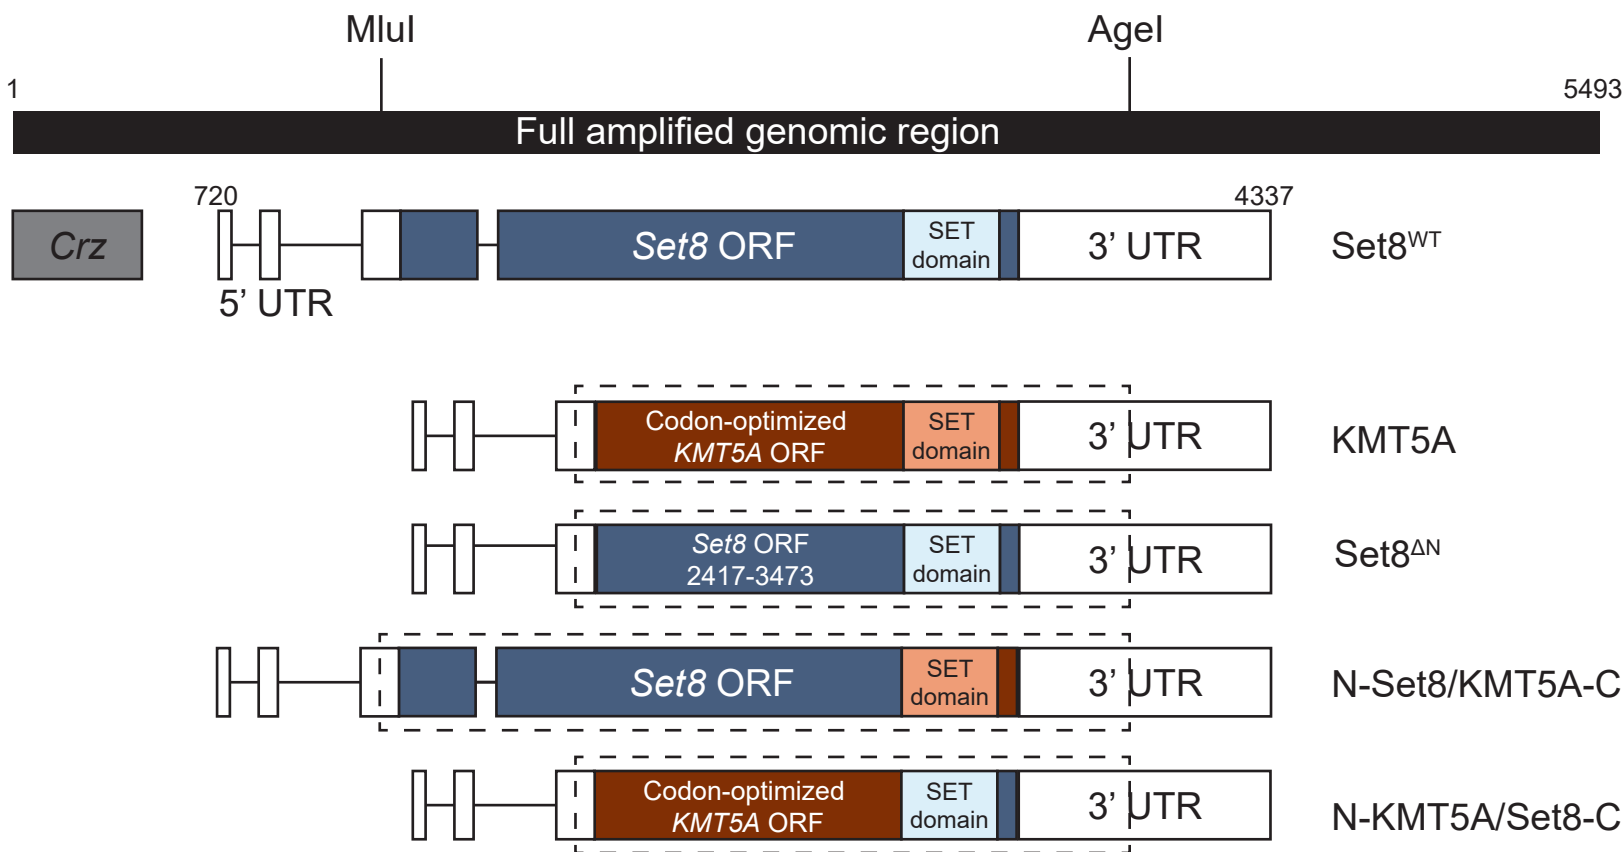 MluI
AgeI
1
5493
Full amplified genomic region
720
4337
Crz
Set8 ORF
SET
domain
3’ UTR
Set8WT
5’ UTR
Codon-optimized
KMT5A ORF
SET
domain
3’ UTR
KMT5A
Set8 ORF
2417-3473
SET
domain
3’ UTR
Set8ΔN
Set8 ORF
SET
domain
3’ UTR
N-Set8/KMT5A-C
Codon-optimized
KMT5A ORF
SET
domain
3’ UTR
N-KMT5A/Set8-C